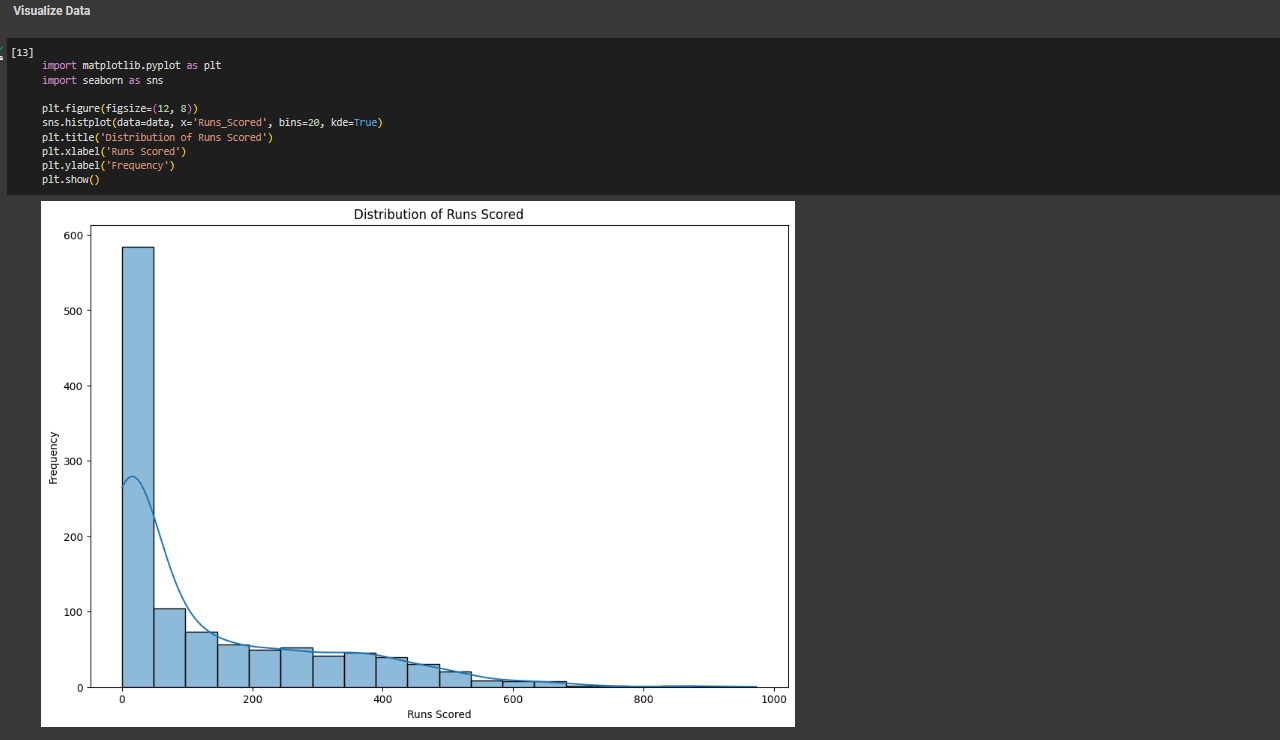 Visualize Data
[13]
import matplotlib.pyplot as plt
import seaborn as sns
plt.figure(figsize=(12, 8))
sns.histplot(data=data, x='Runs_Scored', bins=20, kde=True)
plt.title('Distribution of Runs Scored')
plt.xlabel('Runs Scored')
plt.ylabel('Frequency')
plt.show()
Distribution of Runs Scored
600
500
400
300
200
100
0
Frequency
0 200 400 600 800 1000
Runs Scored